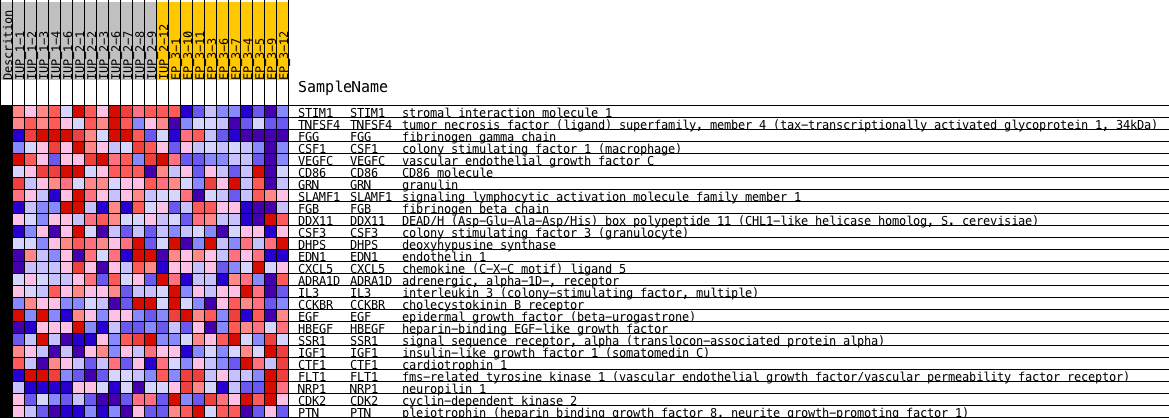 Descrition
IUP_1-1
IUP_1-2
IUP_1-3
IUP_1-4
IUP_1-6
IUP_2-1
IUP_2-2
IUP_2-3
IUP_2-6
IUP_2-7
IUP_2-8
IUP_2-9
IUP_2-12
EP_3-1
EP_3-10
EP_3-11
EP_3-3
EP_3-6
EP_3-7
EP_3-4
EP_3-5
EP_3-9
EP_3-12
SampleName
STIM1 STIM1 stromal interaction molecule 1
TNFSF4 TNFSF4 tumor necrosis factor (ligand) superfamily, member 4 (tax-transcriptionally activated glycoprotein 1, 34kDa)
FGG FGG fibrinogen gamma chain
CSF1 CSF1 colony stimulating factor 1 (macrophage)
VEGFC VEGFC vascular endothelial growth factor C
CD86 CD86 CD86 molecule
GRN GRN granulin
SLAMF1 SLAMF1 signaling lymphocytic activation molecule family member 1
FGB FGB fibrinogen beta chain
DDX11 DDX11 DEAD/H (Asp-Glu-Ala-Asp/His) box polypeptide 11 (CHL1-like helicase homolog, S. cerevisiae)
CSF3 CSF3 colony stimulating factor 3 (granulocyte)
DHPS DHPS deoxyhypusine synthase
EDN1 EDN1 endothelin 1
CXCL5 CXCL5 chemokine (C-X-C motif) ligand 5
ADRA1D ADRA1D adrenergic, alpha-1D-, receptor
IL3 IL3 interleukin 3 (colony-stimulating factor, multiple)
CCKBR CCKBR cholecystokinin B receptor
EGF EGF epidermal growth factor (beta-urogastrone)
HBEGF HBEGF heparin-binding EGF-like growth factor
SSR1 SSR1 signal sequence receptor, alpha (translocon-associated protein alpha)
IGF1 IGF1 insulin-like growth factor 1 (somatomedin C)
CTF1 CTF1 cardiotrophin 1
FLT1 FLT1 fms-related tyrosine kinase 1 (vascular endothelial growth factor/vascular permeability factor receptor)
NRP1 NRP1 neuropilin 1
CDK2 CDK2 cyclin-dependent kinase 2
PTN PTN pleiotrophin (heparin binding growth factor 8, neurite growth-promoting factor 1)